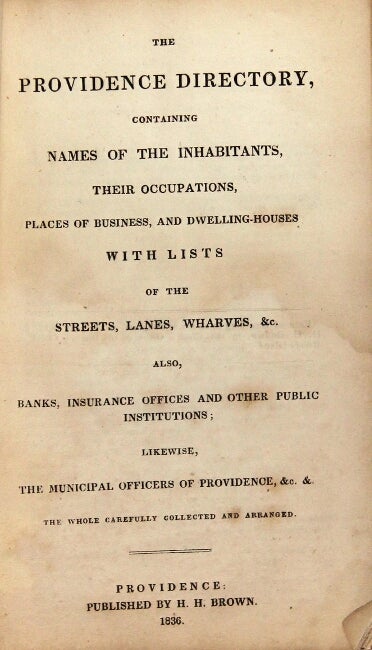 THE
PROVIDENCE DIRECTORY,
CONTAINING
NAMES OF THE INHABITANTS,
THEIR OCCUPATIONS,
PLACES OF BUSINESS, AND DWELLING-HOUSES
WITH LISTS
OF THE
STREETS, LANES, WHARVES, &c.
ALSO,
BANKS, INSURANCE OFFICES AND OTHER PUBLIC
INSTITUTIONS;
LIKEWISE,
THE MUNICIPAL OFFICERS OF PROVIDENCE, &c. &.
THE WHOLE CAREFULLY COLLECTED AND ARRANGED.
PROVIDENCE:
PUBLISHED BY H. H. BROWN.
1836.